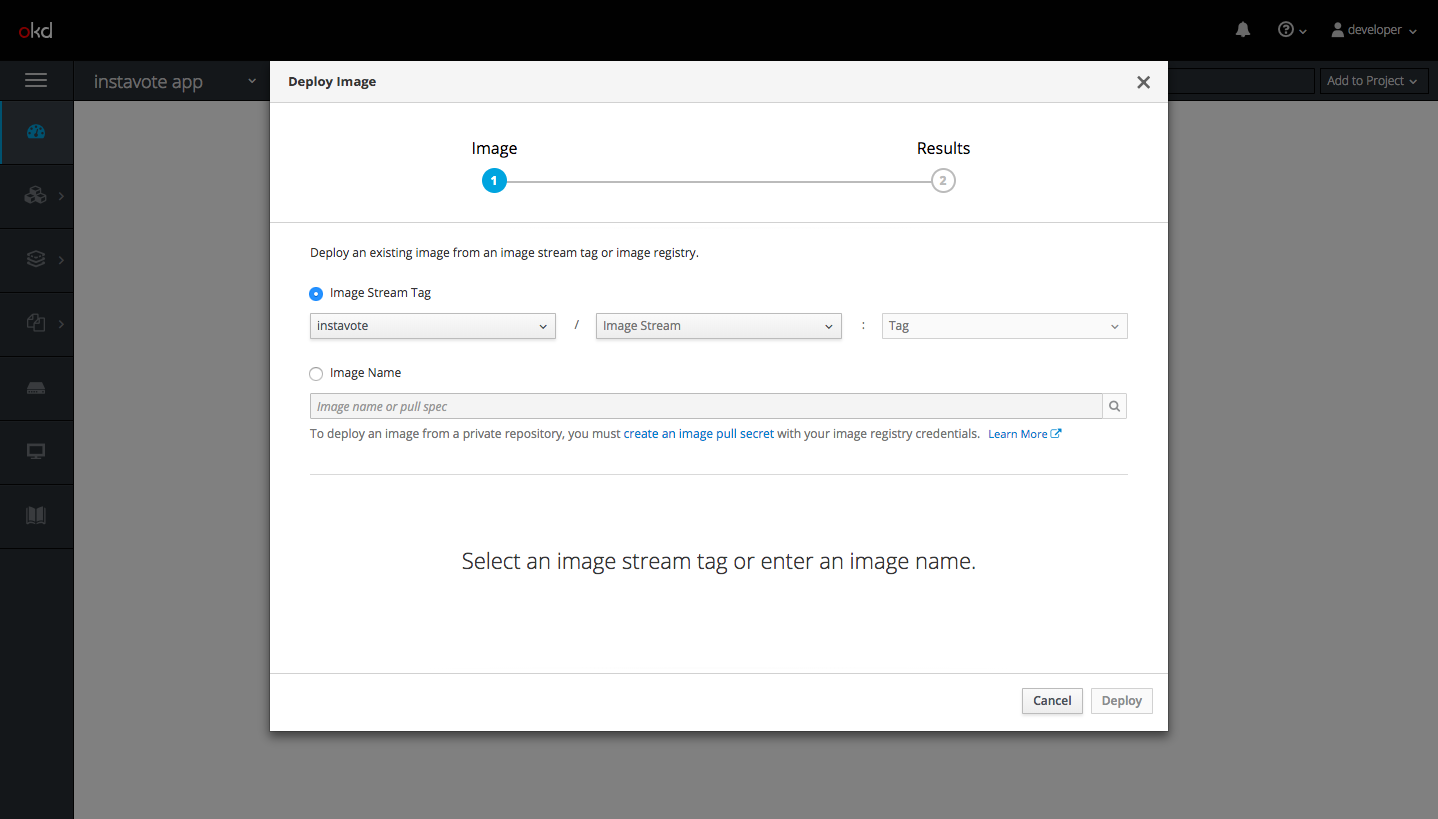 okd
developer
instavote app
Add to Project
Deploy Image
Image
Results
1
2
Deploy an existing image from an image stream tag or image registry.
Image Stream Tag
instavote / Image Stream : Tag
Image Name
Image name or pull spec
To deploy an image from a private repository, you must create an image pull secret with your image registry credentials. Learn More
Select an image stream tag or enter an image name.
Cancel
Deploy